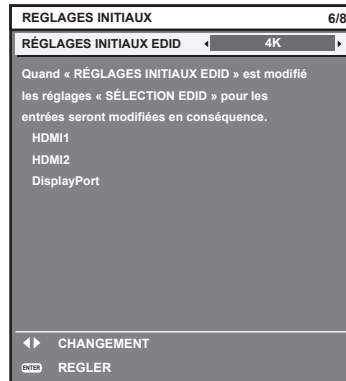 REGLAGES INITIAUX 6/8
RÉGLAGES INITIAUX EDID 4K
Quand « RÉGLAGES INITIAUX EDID » est modifié
les réglages « SÉLECTION EDID » pour les
entrées seront modifiées en conséquence.
HDMI1
HDMI2
DisplayPort
CHANGEMENT
ENTER REGLER